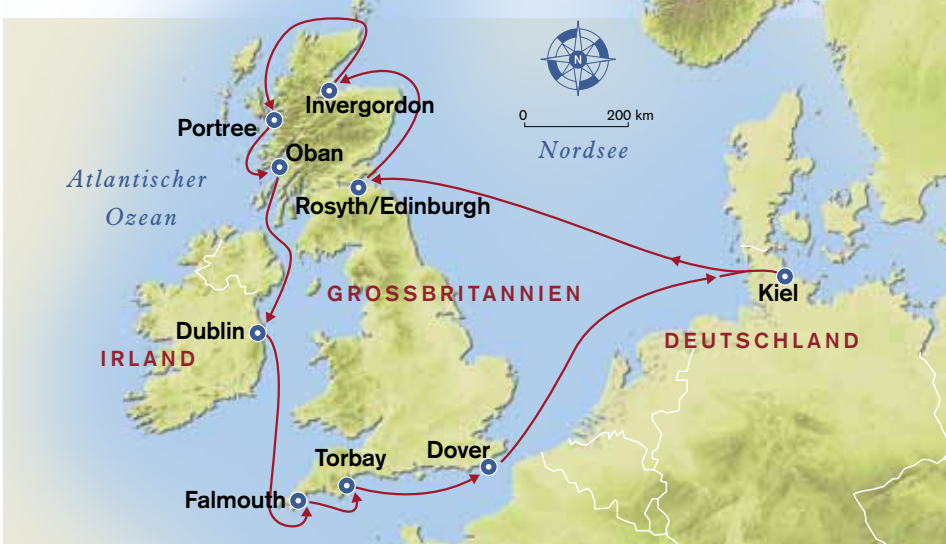 N
0 200 km
Nordsee
Invergordon
Portree
Oban
Atlantischer
Ozean
Rosyth/Edinburgh
GROSSBRITANNIEN
Kiel
Dublin
IRLAND
DEUTSCHLAND
Torbay
Dover
Falmouth